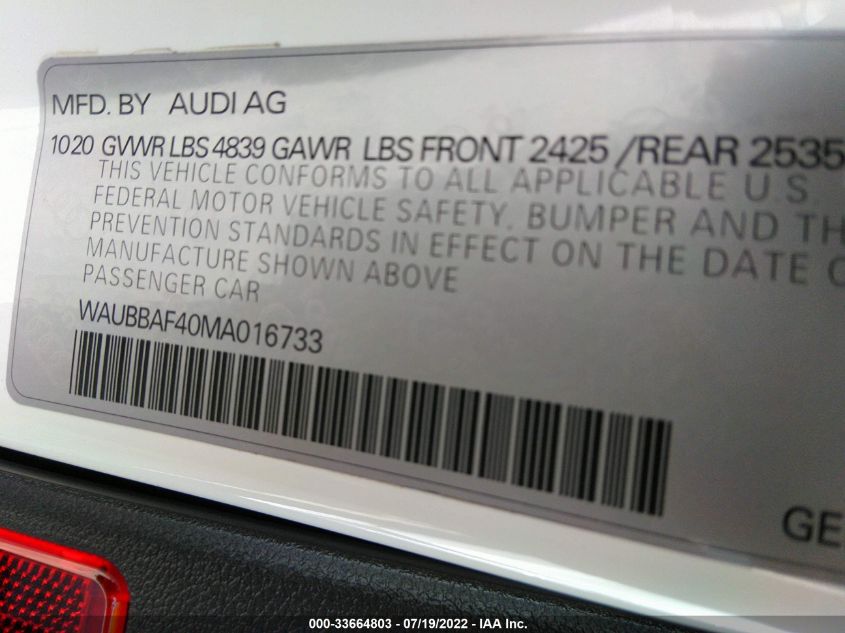 MFD. BY AUDI AG
1020 GVWR LBS 4839 GAWR LBS FRONT 2425 /REAR 2535
THIS VEHICLE CONFORMS TO ALL APPLICABLE U.S
FEDERAL MOTOR VEHICLE SAFETY, BUMPER AND TH
PREVENTION STANDARDS IN EFFECT ON THE DATE O
MANUFACTURE SHOWN ABOVE
PASSENGER CAR
WAUBBAF40MA016733
GE
000-33664803 - 07/19/2022 - IAA Inc.